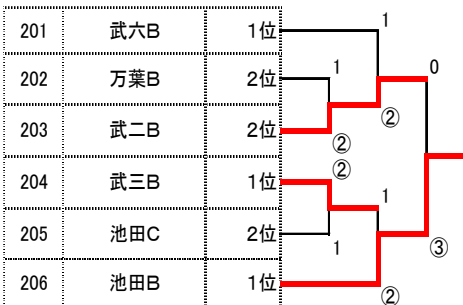 201 武六B 1位 1
202 万葉B 2位 1 0
203 武二B 2位 ② ②
204 武三B 1位 ② 1
205 池田C 2位 1 ③
206 池田B 1位 ②